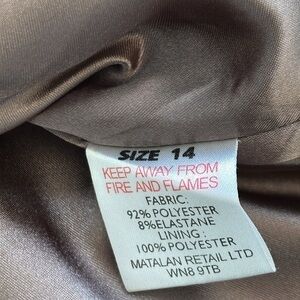 SIZE 14
KEEP AWAY FROM
FIRE AND FLAMES
FABRIC:
92% POLYESTER
8%ELASTANE
LINING :
100% POLYESTER
MATALAN RETAIL LTD
WN8 9TB